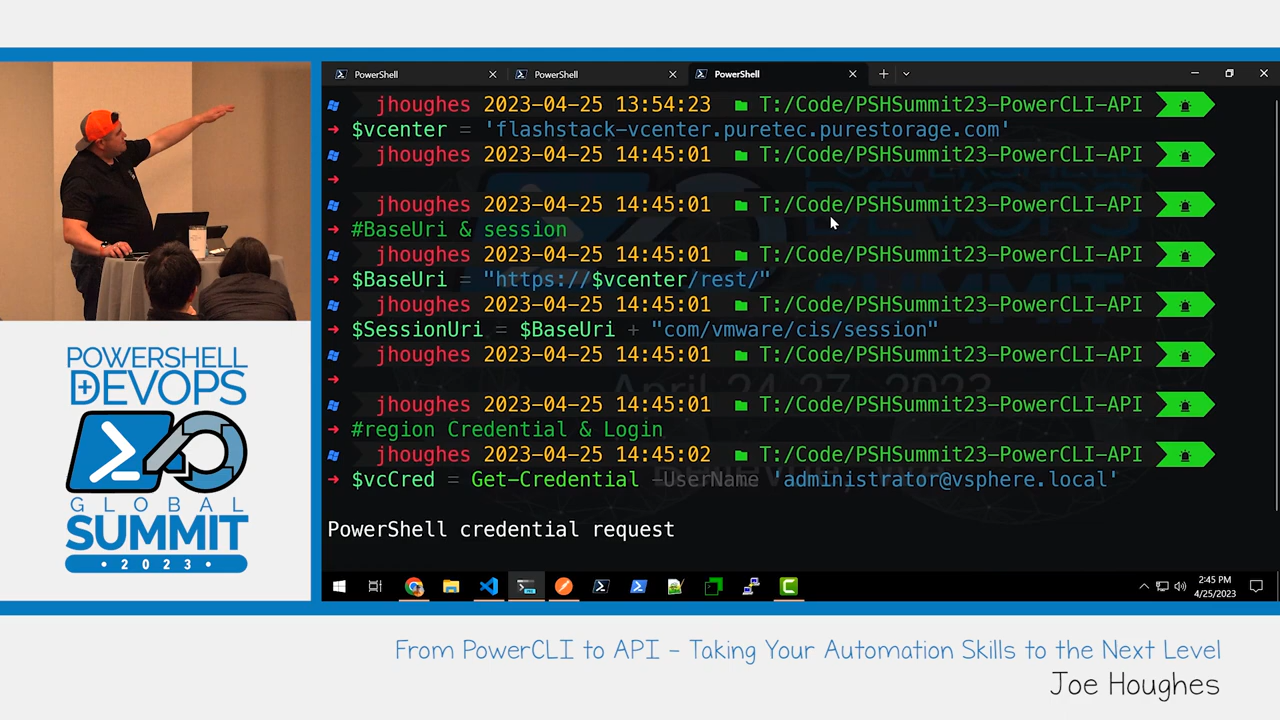 PowerShell
PowerShell
PowerShell
jhoughes 2023-04-25 13:54:23 T:/Code/PSHSummit23-PowerCLI-API
$vcenter = 'flashstack-vcenter.puretec.purestorage.com'
jhoughes 2023-04-25 14:45:01 T:/Code/PSHSummit23-PowerCLI-API
jhoughes 2023-04-25 14:45:01 T:/Code/PSHSummit23-PowerCLI-API
#BaseUri & session
jhoughes 2023-04-25 14:45:01 T:/Code/PSHSummit23-PowerCLI-API
$BaseUri = "https://$vcenter/rest/"
jhoughes 2023-04-25 14:45:01 T:/Code/PSHSummit23-PowerCLI-API
$SessionUri = $BaseUri + "com/vmware/cis/session"
jhoughes 2023-04-25 14:45:01 T:/Code/PSHSummit23-PowerCLI-API
April 24-27, 2023
jhoughes 2023-04-25 14:45:01 T:/Code/PSHSummit23-PowerCLI-API
#region Credential & Login
jhoughes 2023-04-25 14:45:02 T:/Code/PSHSummit23-PowerCLI-API
$vcCred = Get-Credential -UserName 'administrator@vsphere.local'
PowerShell credential request
2:45 PM
4/25/2023
POWERSHELL
+DEVOPS
GLOBAL
SUMMIT
• 2023 •
From PowerCLI to API - Taking Your Automation Skills to the Next Level
Joe Houghes